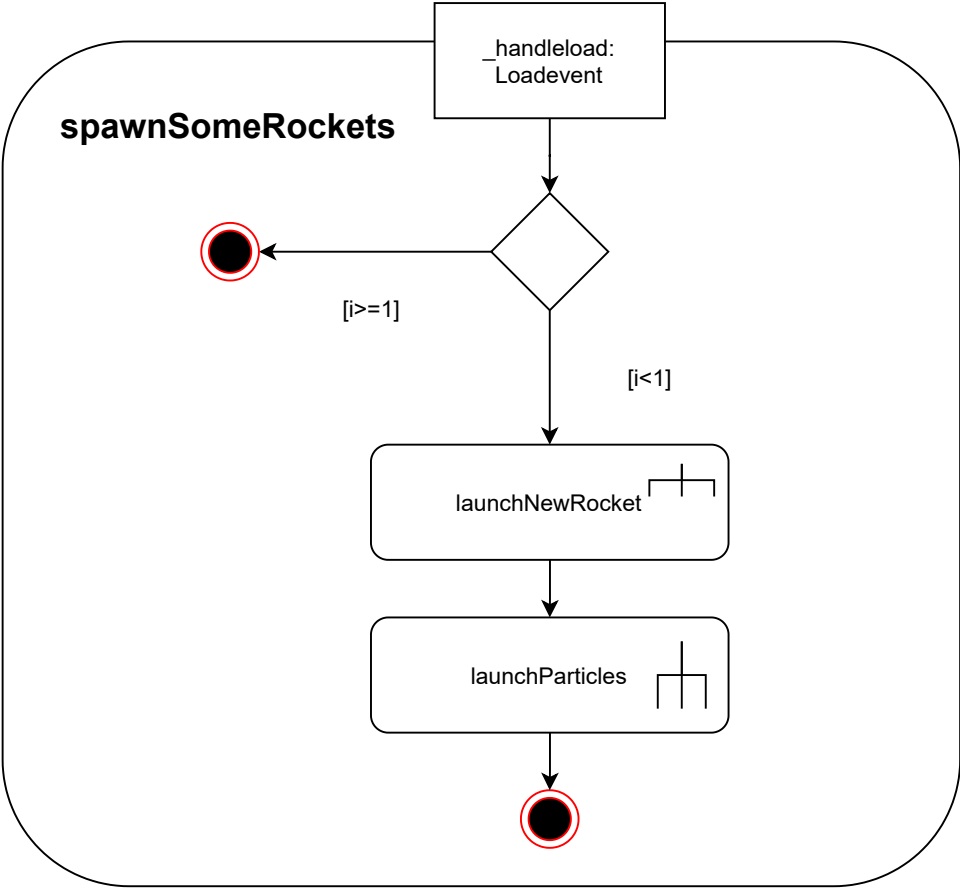 _handleload:
Loadevent
spawnSomeRockets
[i>=1]
[i<1]
launchNewRocket
launchParticles